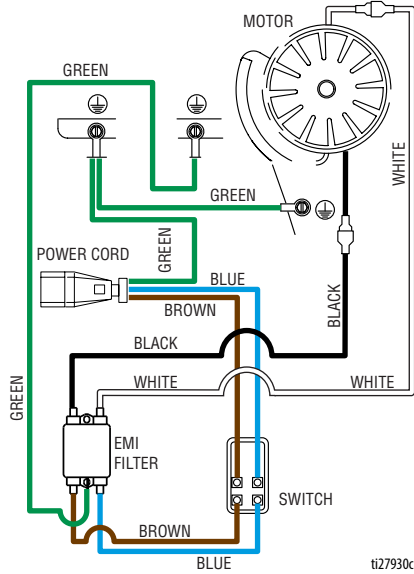 MOTOR
GREEN
WHITE
GREEN
GREEN
POWER CORD
BLUE
BROWN
BLACK
BLACK
WHITE
WHITE
GREEN
EMI
FILTER
SWITCH
BROWN
BLUE
ti27930c